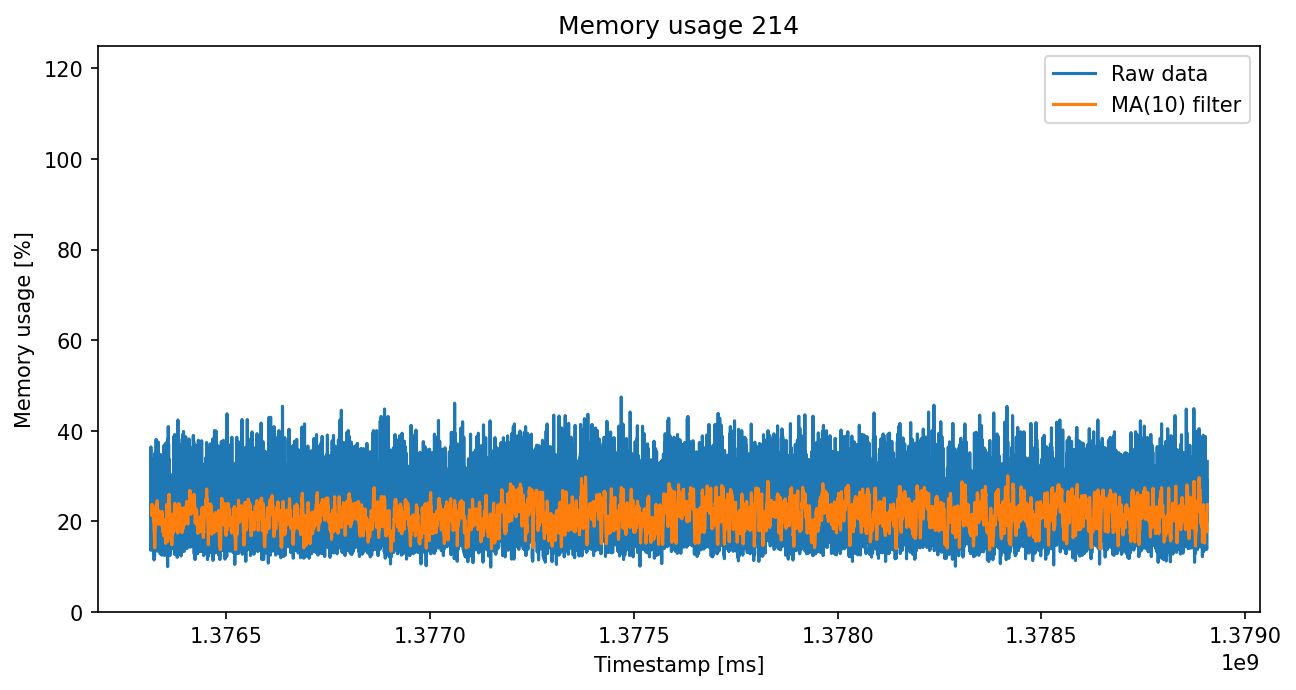 Memory usage 214
Raw data
MA(10) filter
Memory usage [%]
120
100
80
60
40
20
0
1.3765 1.3770 1.3775 1.3780 1.3785 1.3790
1e9
Timestamp [ms]